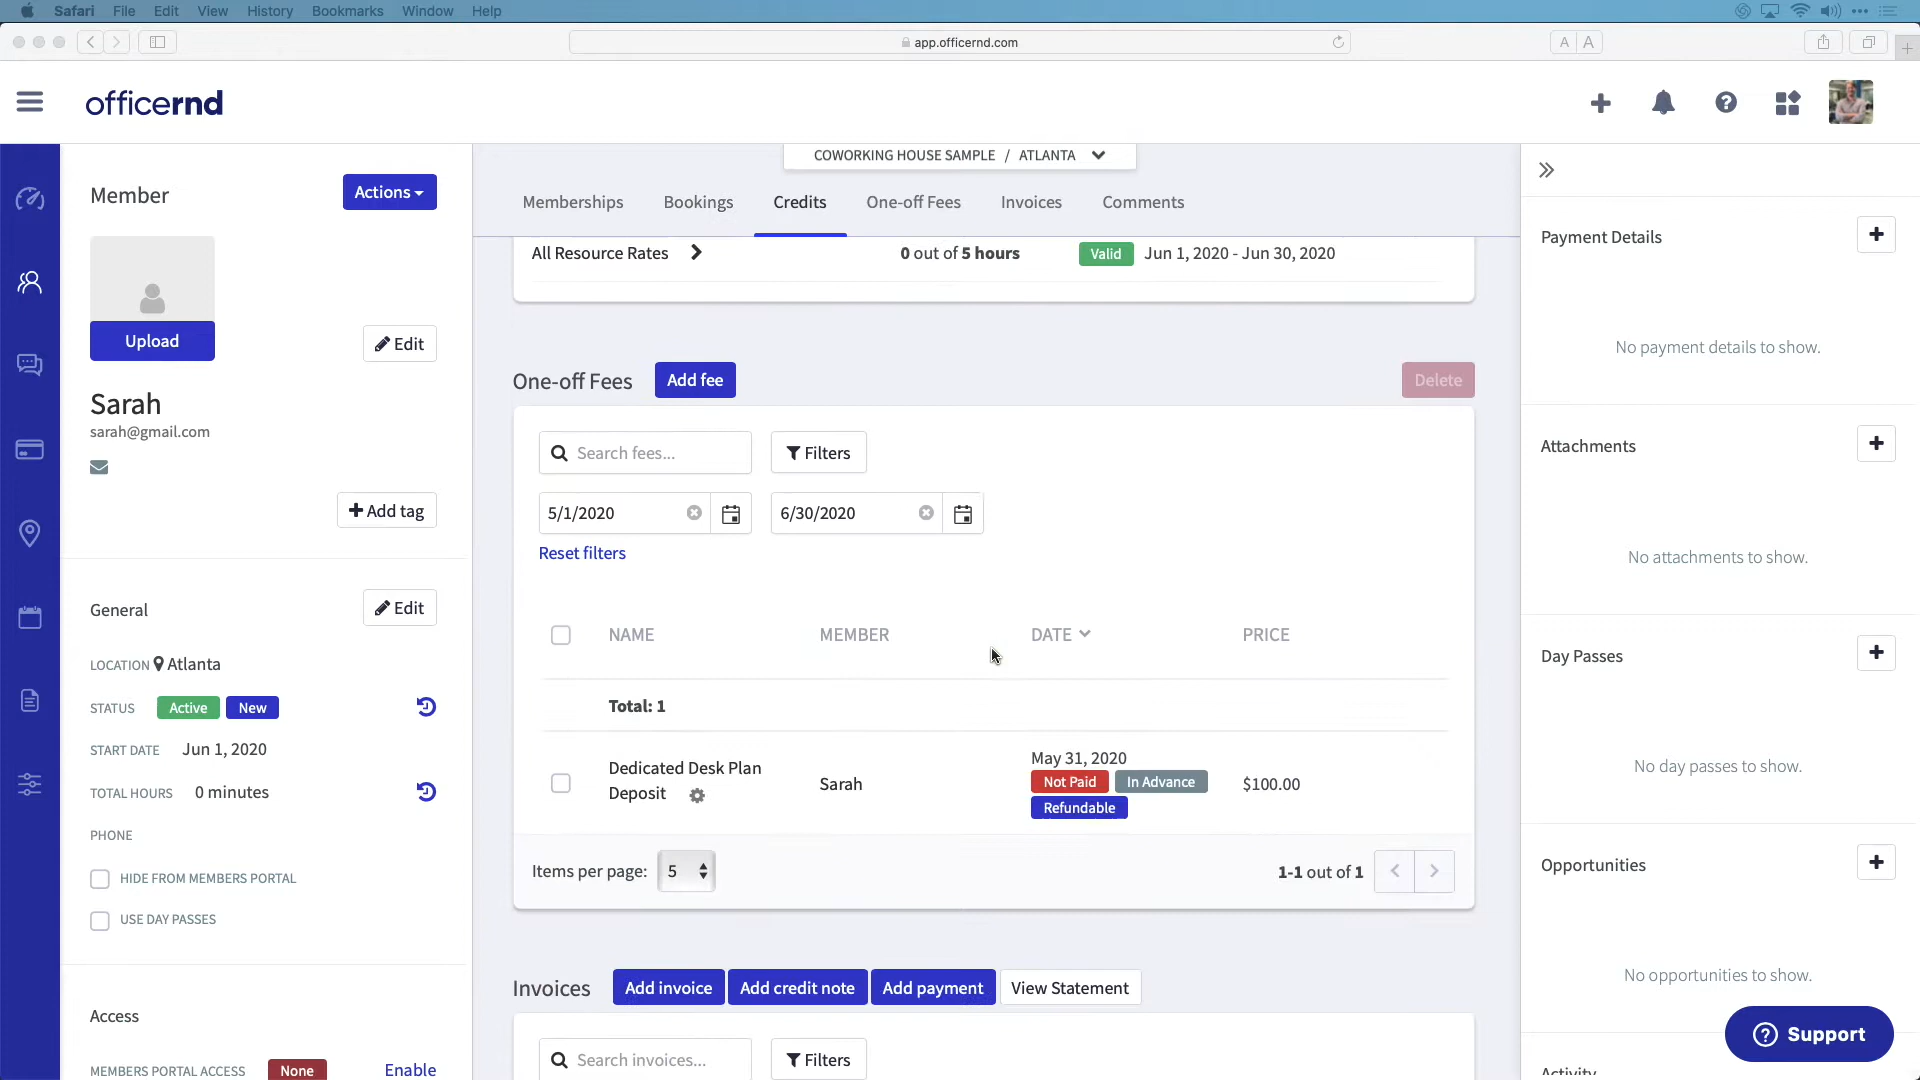 Safari File Edit View History Bookmarks Window Help
app.officernd.com
A A
officernd
COWORKING HOUSE SAMPLE / ATLANTA
Member
Actions
Upload
Edit
Sarah
sarah@gmail.com
Add tag
General
Edit
LOCATION Atlanta
STATUS Active New
START DATE Jun 1, 2020
TOTAL HOURS 0 minutes
PHONE
HIDE FROM MEMBERS PORTAL
USE DAY PASSES
Access
MEMBERS PORTAL ACCESS None Enable
Memberships Bookings Credits One-off Fees Invoices Comments
All Resource Rates 0 out of 5 hours Valid Jun 1, 2020 - Jun 30, 2020
One-off Fees Add fee Delete
Search fees... Filters
5/1/2020 6/30/2020
Reset filters
NAME MEMBER DATE PRICE
Total: 1
Dedicated Desk Plan
Deposit
Sarah
May 31, 2020
Not Paid In Advance
Refundable
$100.00
Items per page: 5 1-1 out of 1
Invoices Add invoice Add credit note Add payment View Statement
Search invoices... Filters
Payment Details
No payment details to show.
Attachments
No attachments to show.
Day Passes
No day passes to show.
Opportunities
No opportunities to show.
Support
Activity